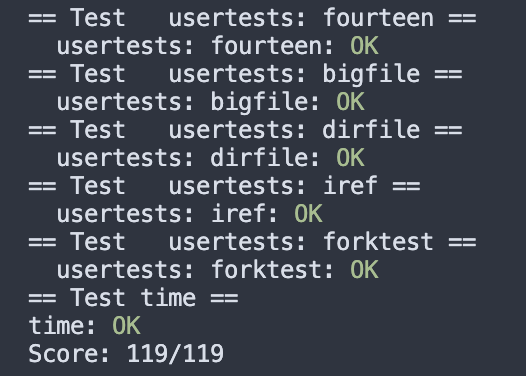 == Test   usertests: fourteen ==
  usertests: fourteen: OK
== Test   usertests: bigfile ==
  usertests: bigfile: OK
== Test   usertests: dirfile ==
  usertests: dirfile: OK
== Test   usertests: iref ==
  usertests: iref: OK
== Test   usertests: forktest ==
  usertests: forktest: OK
== Test time ==
time: OK
Score: 119/119